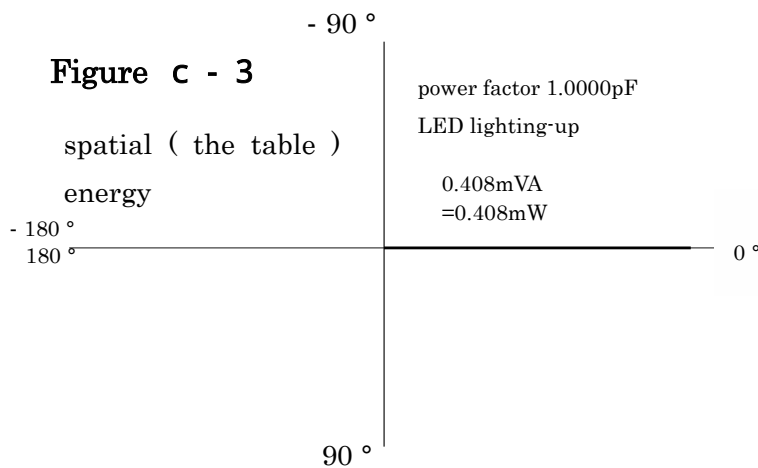 - 90 °
Figure c - 3
power factor 1.0000pF
LED lighting-up
spatial ( the table )
energy
0.408mVA
=0.408mW
- 180 °
180 °
0 °
90 °